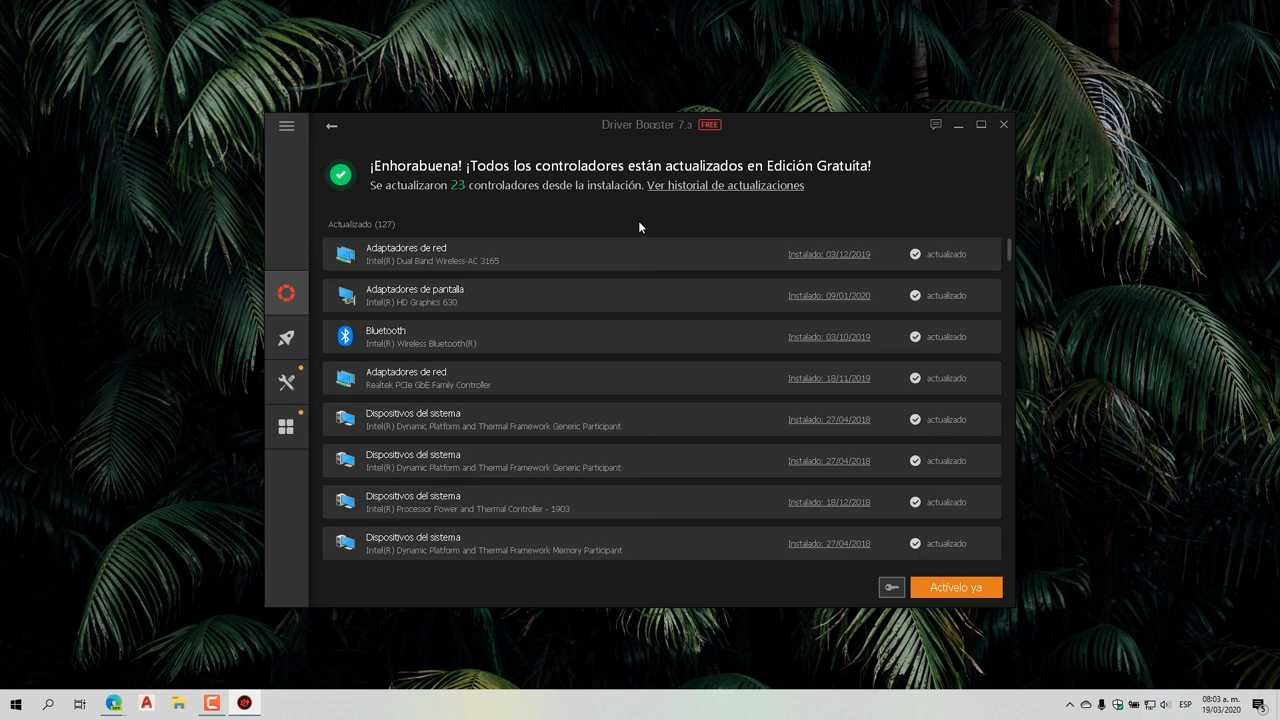 Driver Booster 7.3 FREE
¡Enhorabuena! ¡Todos los controladores están actualizados en Edición Gratuíta!
Se actualizaron 23 controladores desde la instalación. Ver historial de actualizaciones
Actualizado (127)
Adaptadores de red
Intel(R) Dual Band Wireless-AC 3165
Instalado: 03/12/2019
actualizado
Adaptadores de pantalla
Intel(R) HD Graphics 630
Instalado: 09/01/2020
actualizado
Bluetooth
Intel(R) Wireless Bluetooth(R)
Instalado: 03/10/2019
actualizado
Adaptadores de red
Realtek PCIe GbE Family Controller
Instalado: 18/11/2019
actualizado
Dispositivos del sistema
Intel(R) Dynamic Platform and Thermal Framework Generic Participant
Instalado: 27/04/2018
actualizado
Dispositivos del sistema
Intel(R) Dynamic Platform and Thermal Framework Generic Participant
Instalado: 27/04/2018
actualizado
Dispositivos del sistema
Intel(R) Processor Power and Thermal Controller - 1903
Instalado: 18/12/2018
actualizado
Dispositivos del sistema
Intel(R) Dynamic Platform and Thermal Framework Memory Participant
Instalado: 27/04/2018
actualizado
Actívelo ya
ESP
08:03 a. m.
19/03/2020
5